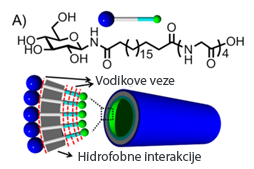 A)
OH
HO
HO
O
OH
H
N
O
15
O
H
N
O
4
OH
Vodikove veze
Hidrofobne interakcije